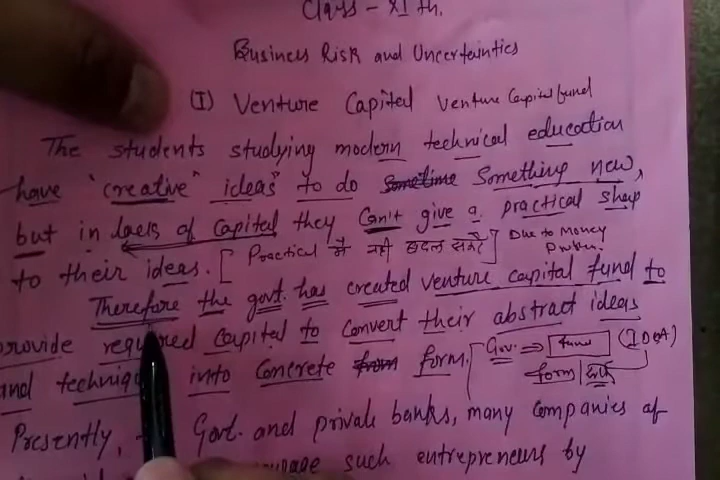 Class - XI th.
Business Risk and Uncertainties
(I) Venture Capital Venture Capital fund
The students studying modern technical education
have "creative" ideas" to do sometime Something new,
but in lack of capital they Can't give a practical shap
to their ideas. [Practical में नही बदल सकते] Due to Money
Therefore the govt. has created venture capital fund to
provide required capital to convert their abstract ideas
Gov. ⇒ fund (IDEA)
and techniq into Concrete from form.
form
Presently, Govt. and private banks, many Companies of
such entrepreneurs by